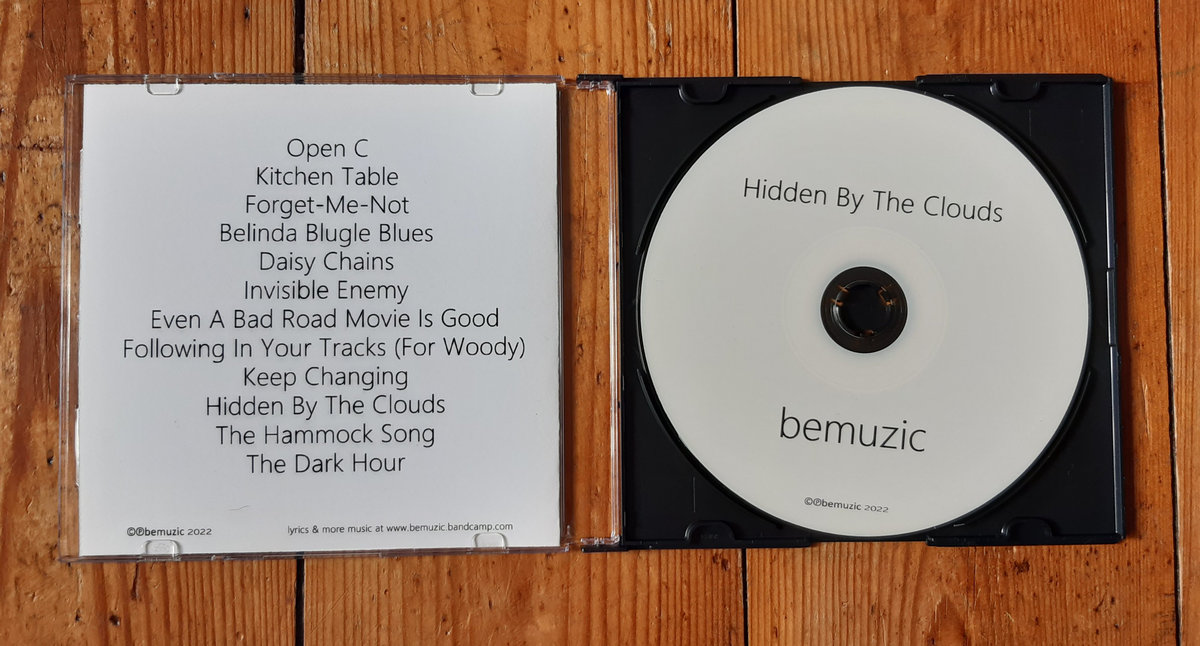 Open C
Kitchen Table
Forget-Me-Not
Belinda Blugle Blues
Daisy Chains
Invisible Enemy
Even A Bad Road Movie Is Good
Following In Your Tracks (For Woody)
Keep Changing
Hidden By The Clouds
The Hammock Song
The Dark Hour
©℗bemuzic 2022
lyrics & more music at www.bemuzic.bandcamp.com
Hidden By The Clouds
bemuzic
©℗bemuzic 2022